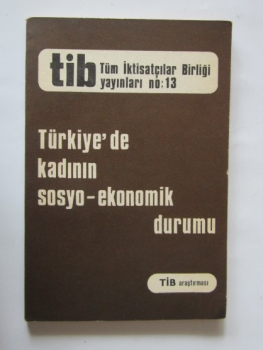 tib Tüm İktisatçılar Birliği
yayınları no:13
Türkiye'de
kadının
sosyo-ekonomik
durumu
TİB araştırması